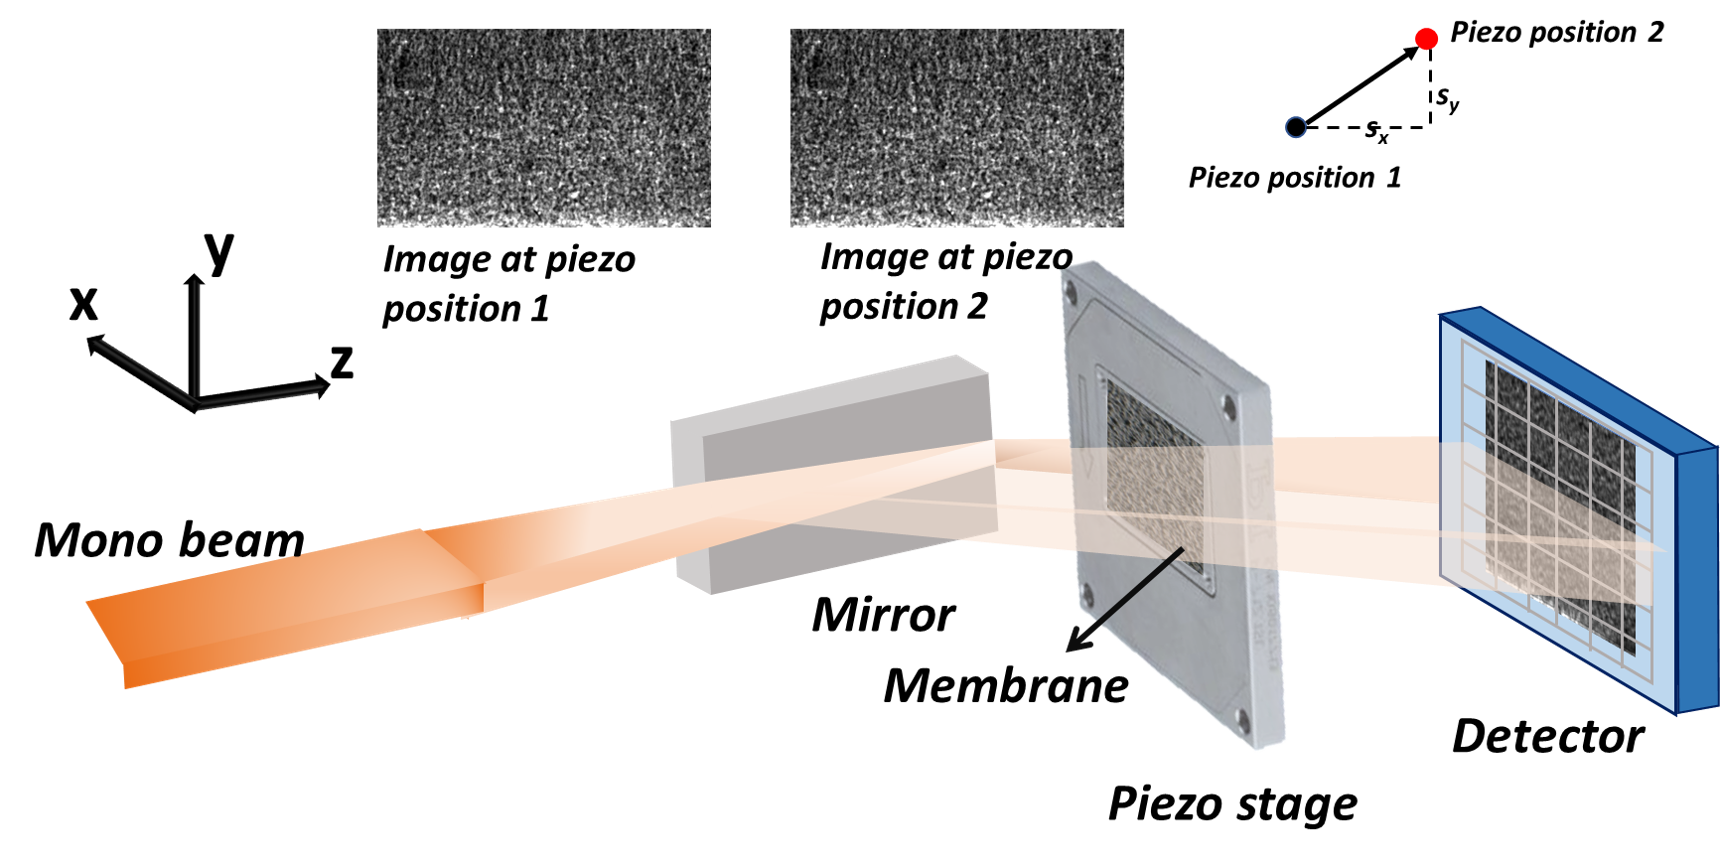 Piezo position 2
s_y
s_x
Piezo position 1
Image at piezo
position 1
Image at piezo
position 2
y
x
z
Mono beam
Mirror
Membrane
Detector
Piezo stage